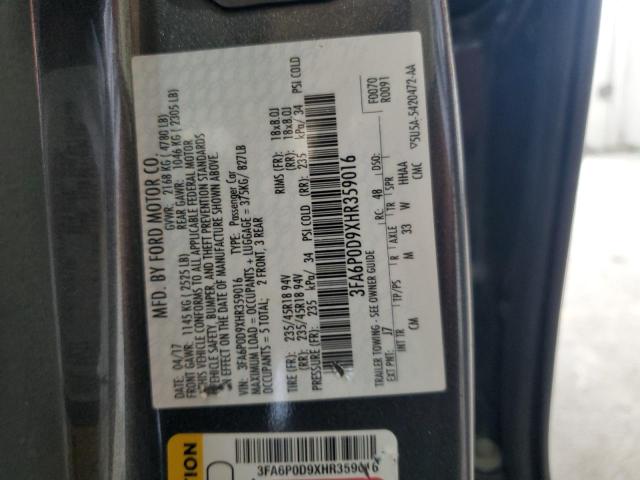 MFD. BY FORD MOTOR CO.
DATE: 04/17 GVWR: 2168 KG ( 4780 LB)
FRONT GAWR: 1145 KG ( 2525 LB) REAR GAWR: 1046 KG ( 2305 LB)
THIS VEHICLE CONFORMS TO ALL APPLICABLE FEDERAL MOTOR
VEHICLE SAFETY, BUMPER, AND THEFT PREVENTION STANDARDS
IN EFFECT ON THE DATE OF MANUFACTURE SHOWN ABOVE.
VIN: 3FA6P0D9XHR359016 TYPE: Passenger Car
MAXIMUM LOAD = OCCUPANTS + LUGGAGE = 375KG/ 827LB
OCCUPANTS = 5 TOTAL: 2 FRONT, 3 REAR
TIRE (FR): 235/45R18 94V RIMS (FR): 18x8.0J
(RR): 235/45R18 94V (RR): 18x8.0J
PRESSURE (FR): 235 kPa/ 34 PSI COLD (RR): 235 kPa/ 34 PSI COLD
3FA6P0D9XHR359016
F0070
R0091
TRAILER TOWING - SEE OWNER GUIDE
EXT PNT: J7 RC: 48 DSO:
INT TR TP/PS R AXLE TR SPR
CM M 33 W HHAA
CMC
5U5A-5420472-AA
3FA6P0D9XHR359016